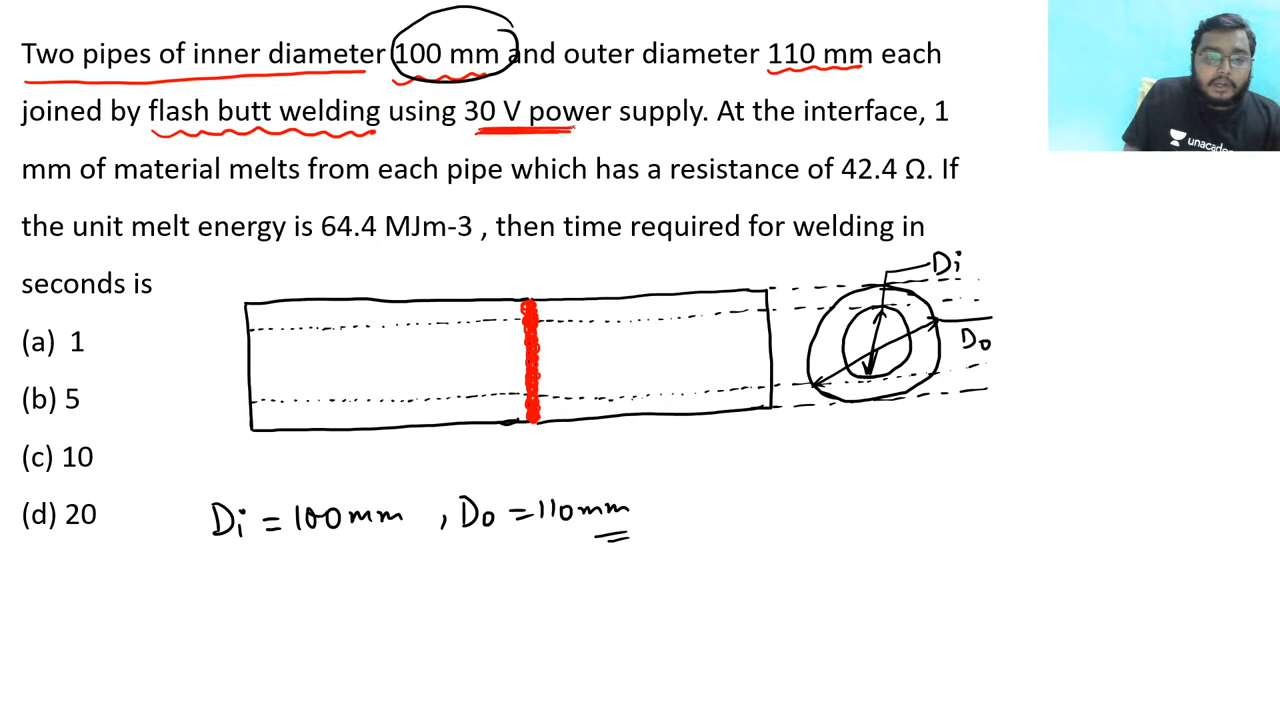 Two pipes of inner diameter 100 mm and outer diameter 110 mm each
joined by flash butt welding using 30 V power supply. At the interface, 1
mm of material melts from each pipe which has a resistance of 42.4 Ω. If
the unit melt energy is 64.4 MJm-3 , then time required for welding in
seconds is
(a) 1
(b) 5
(c) 10
(d) 20
Di
Do
Di = 100mm , Do = 110mm